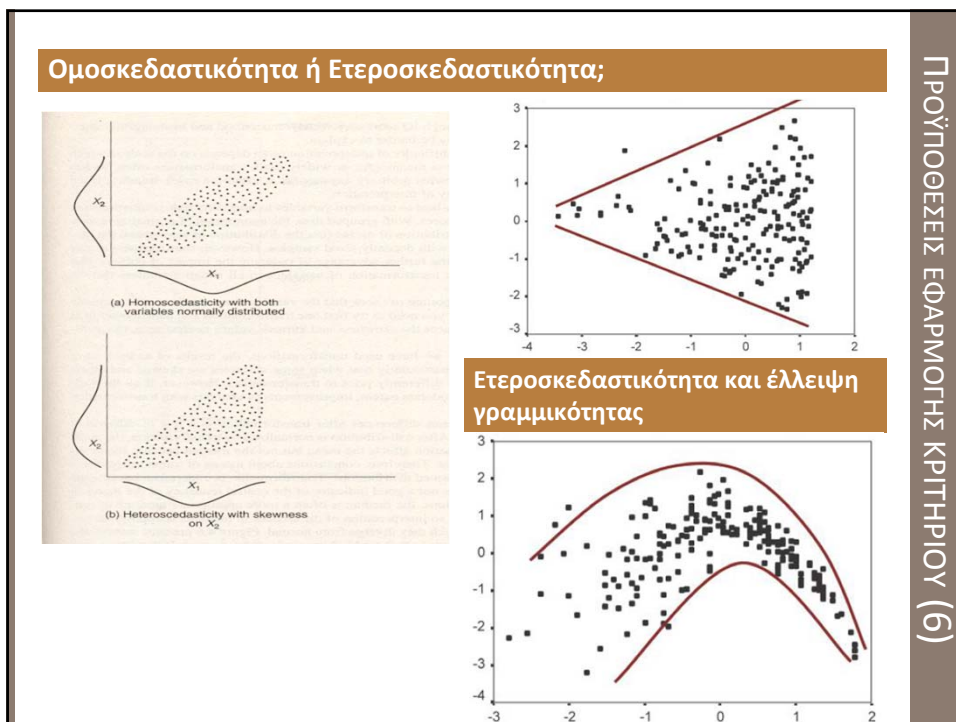 Ομοσκεδαστικότητα ή Ετεροσκεδαστικότητα;
X₂
X₁
(a) Homoscedasticity with both
variables normally distributed
X₂
X₁
(b) Heteroscedasticity with skewness
on X₂
3
2
1
0
-1
-2
-3
-4 -3 -2 -1 0 1 2
Ετεροσκεδαστικότητα και έλλειψη
γραμμικότητας
3
2
1
0
-1
-2
-3
-4
-3 -2 -1 0 1 2
ΠΡΟΫΠΟΘΕΣΕΙΣ ΕΦΑΡΜΟΓΗΣ ΚΡΙΤΗΡΙΟΥ (6)